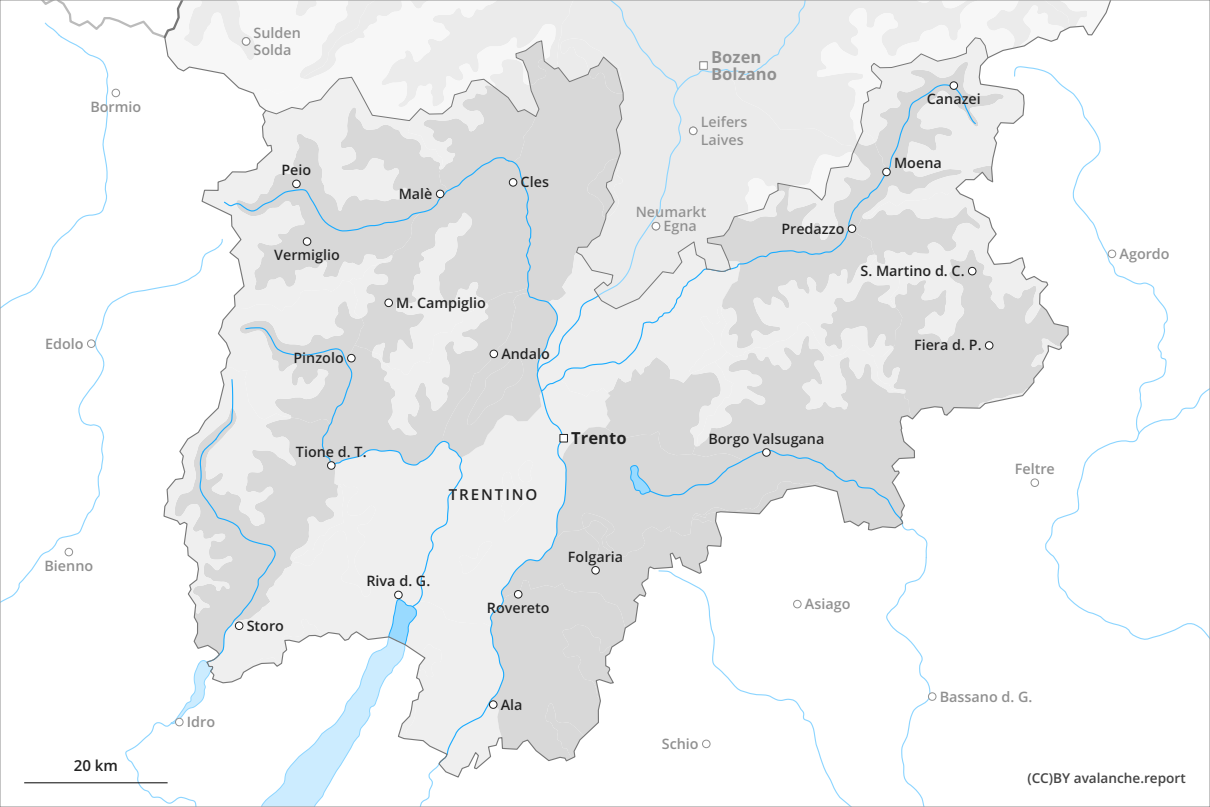 Sulden
Solda
Bozen
Bolzano
Bormio
Canazei
Leifers
Laives
Moena
Peio
Malè
Cles
Neumarkt
Egna
Predazzo
Vermiglio
Agordo
S. Martino d. C.
M. Campiglio
Edolo
Fiera d. P.
Pinzolo
Andalo
Trento
Borgo Valsugana
Tione d. T.
Feltre
TRENTINO
Folgaria
Bienno
Riva d. G.
Rovereto
Asiago
Storo
Bassano d. G.
Ala
Idro
Schio
20 km
(CC)BY avalanche.report